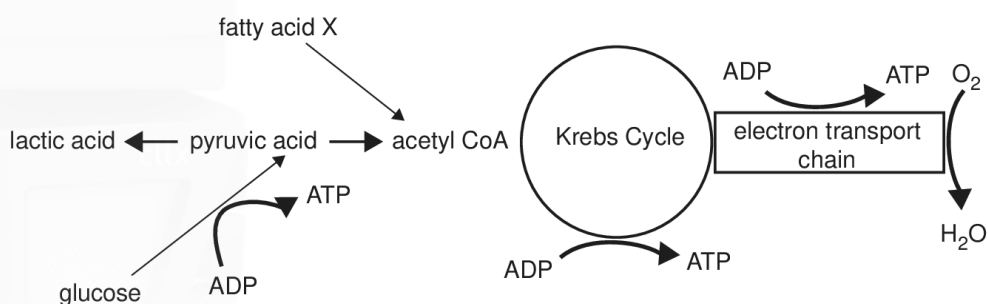 fatty acid X
ADP
ATP
O₂
lactic acid
pyruvic acid
acetyl CoA
Krebs Cycle
electron transport
chain
ATP
H₂O
ADP
ATP
glucose
ADP